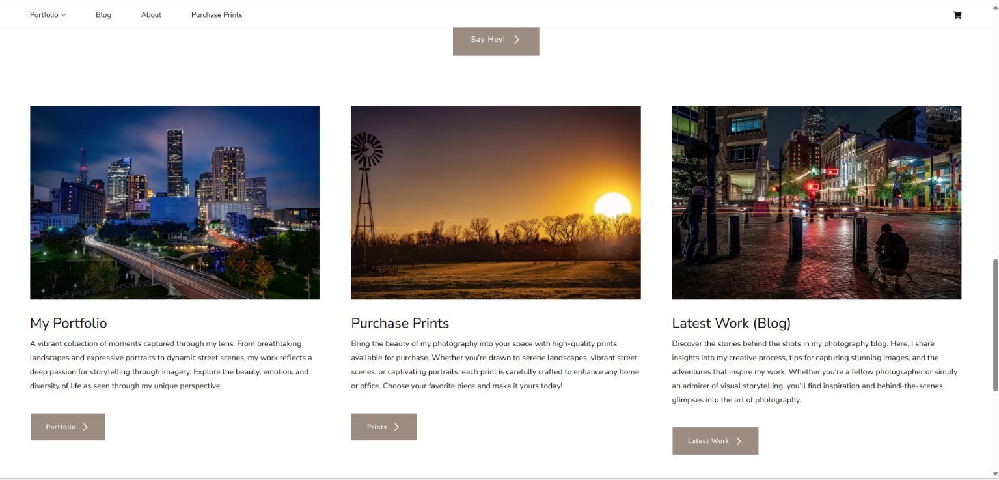 Portfolio
Blog
About
Purchase Prints
Say Hey!
My Portfolio
A vibrant collection of moments captured through my lens. From breathtaking
landscapes and expressive portraits to dynamic street scenes, my work reflects a
deep passion for storytelling through imagery. Explore the beauty, emotion, and
diversity of life as seen through my unique perspective.
Portfolio
Purchase Prints
Bring the beauty of my photography into your space with high-quality prints
available for purchase. Whether you're drawn to serene landscapes, vibrant street
scenes, or captivating portraits, each print is carefully crafted to enhance any home
or office. Choose your favorite piece and make it yours today!
Prints
Latest Work (Blog)
Discover the stories behind the shots in my photography blog. Here, I share
insights into my creative process, tips for capturing stunning images, and the
adventures that inspire my work. Whether you're a fellow photographer or simply
an admirer of visual storytelling, you'll find inspiration and behind-the-scenes
glimpses into the art of photography.
Latest Work